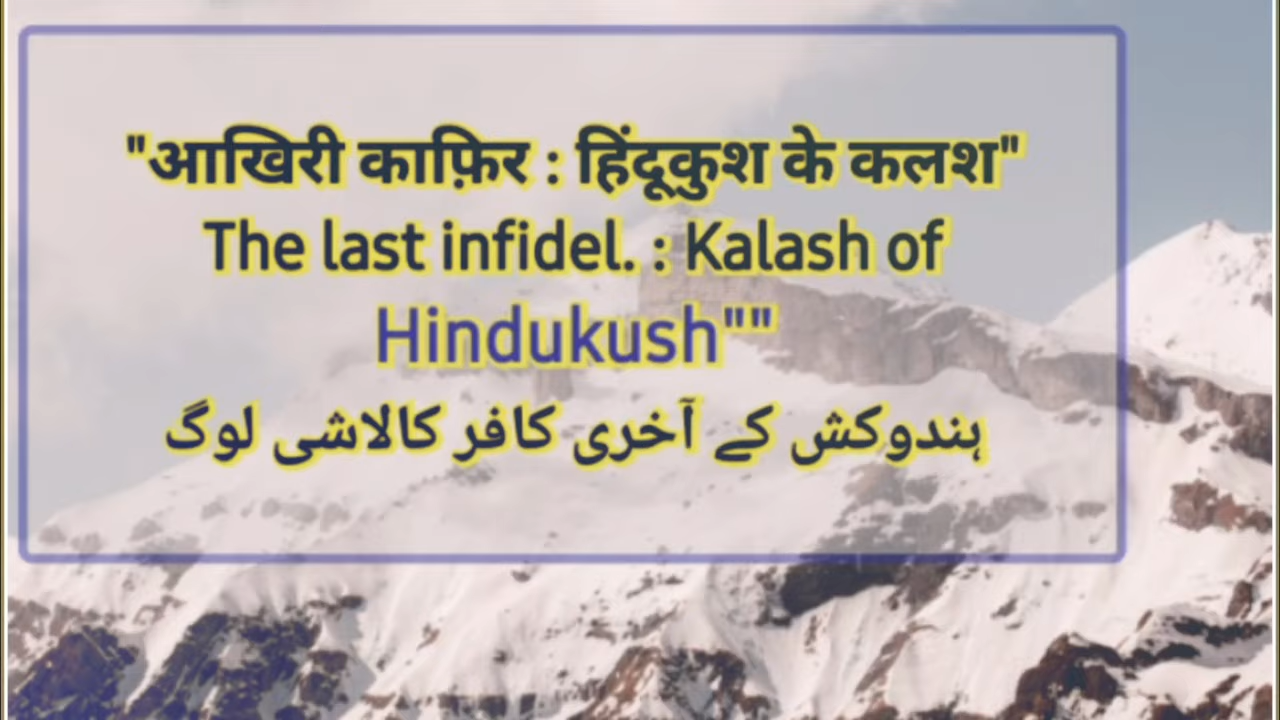 "आखिरी काफ़िर : हिंदूकुश के कलश"
The last infidel. : Kalash of
Hindukush""
ہندوکش کے آخری کافر کالاشی لوگ